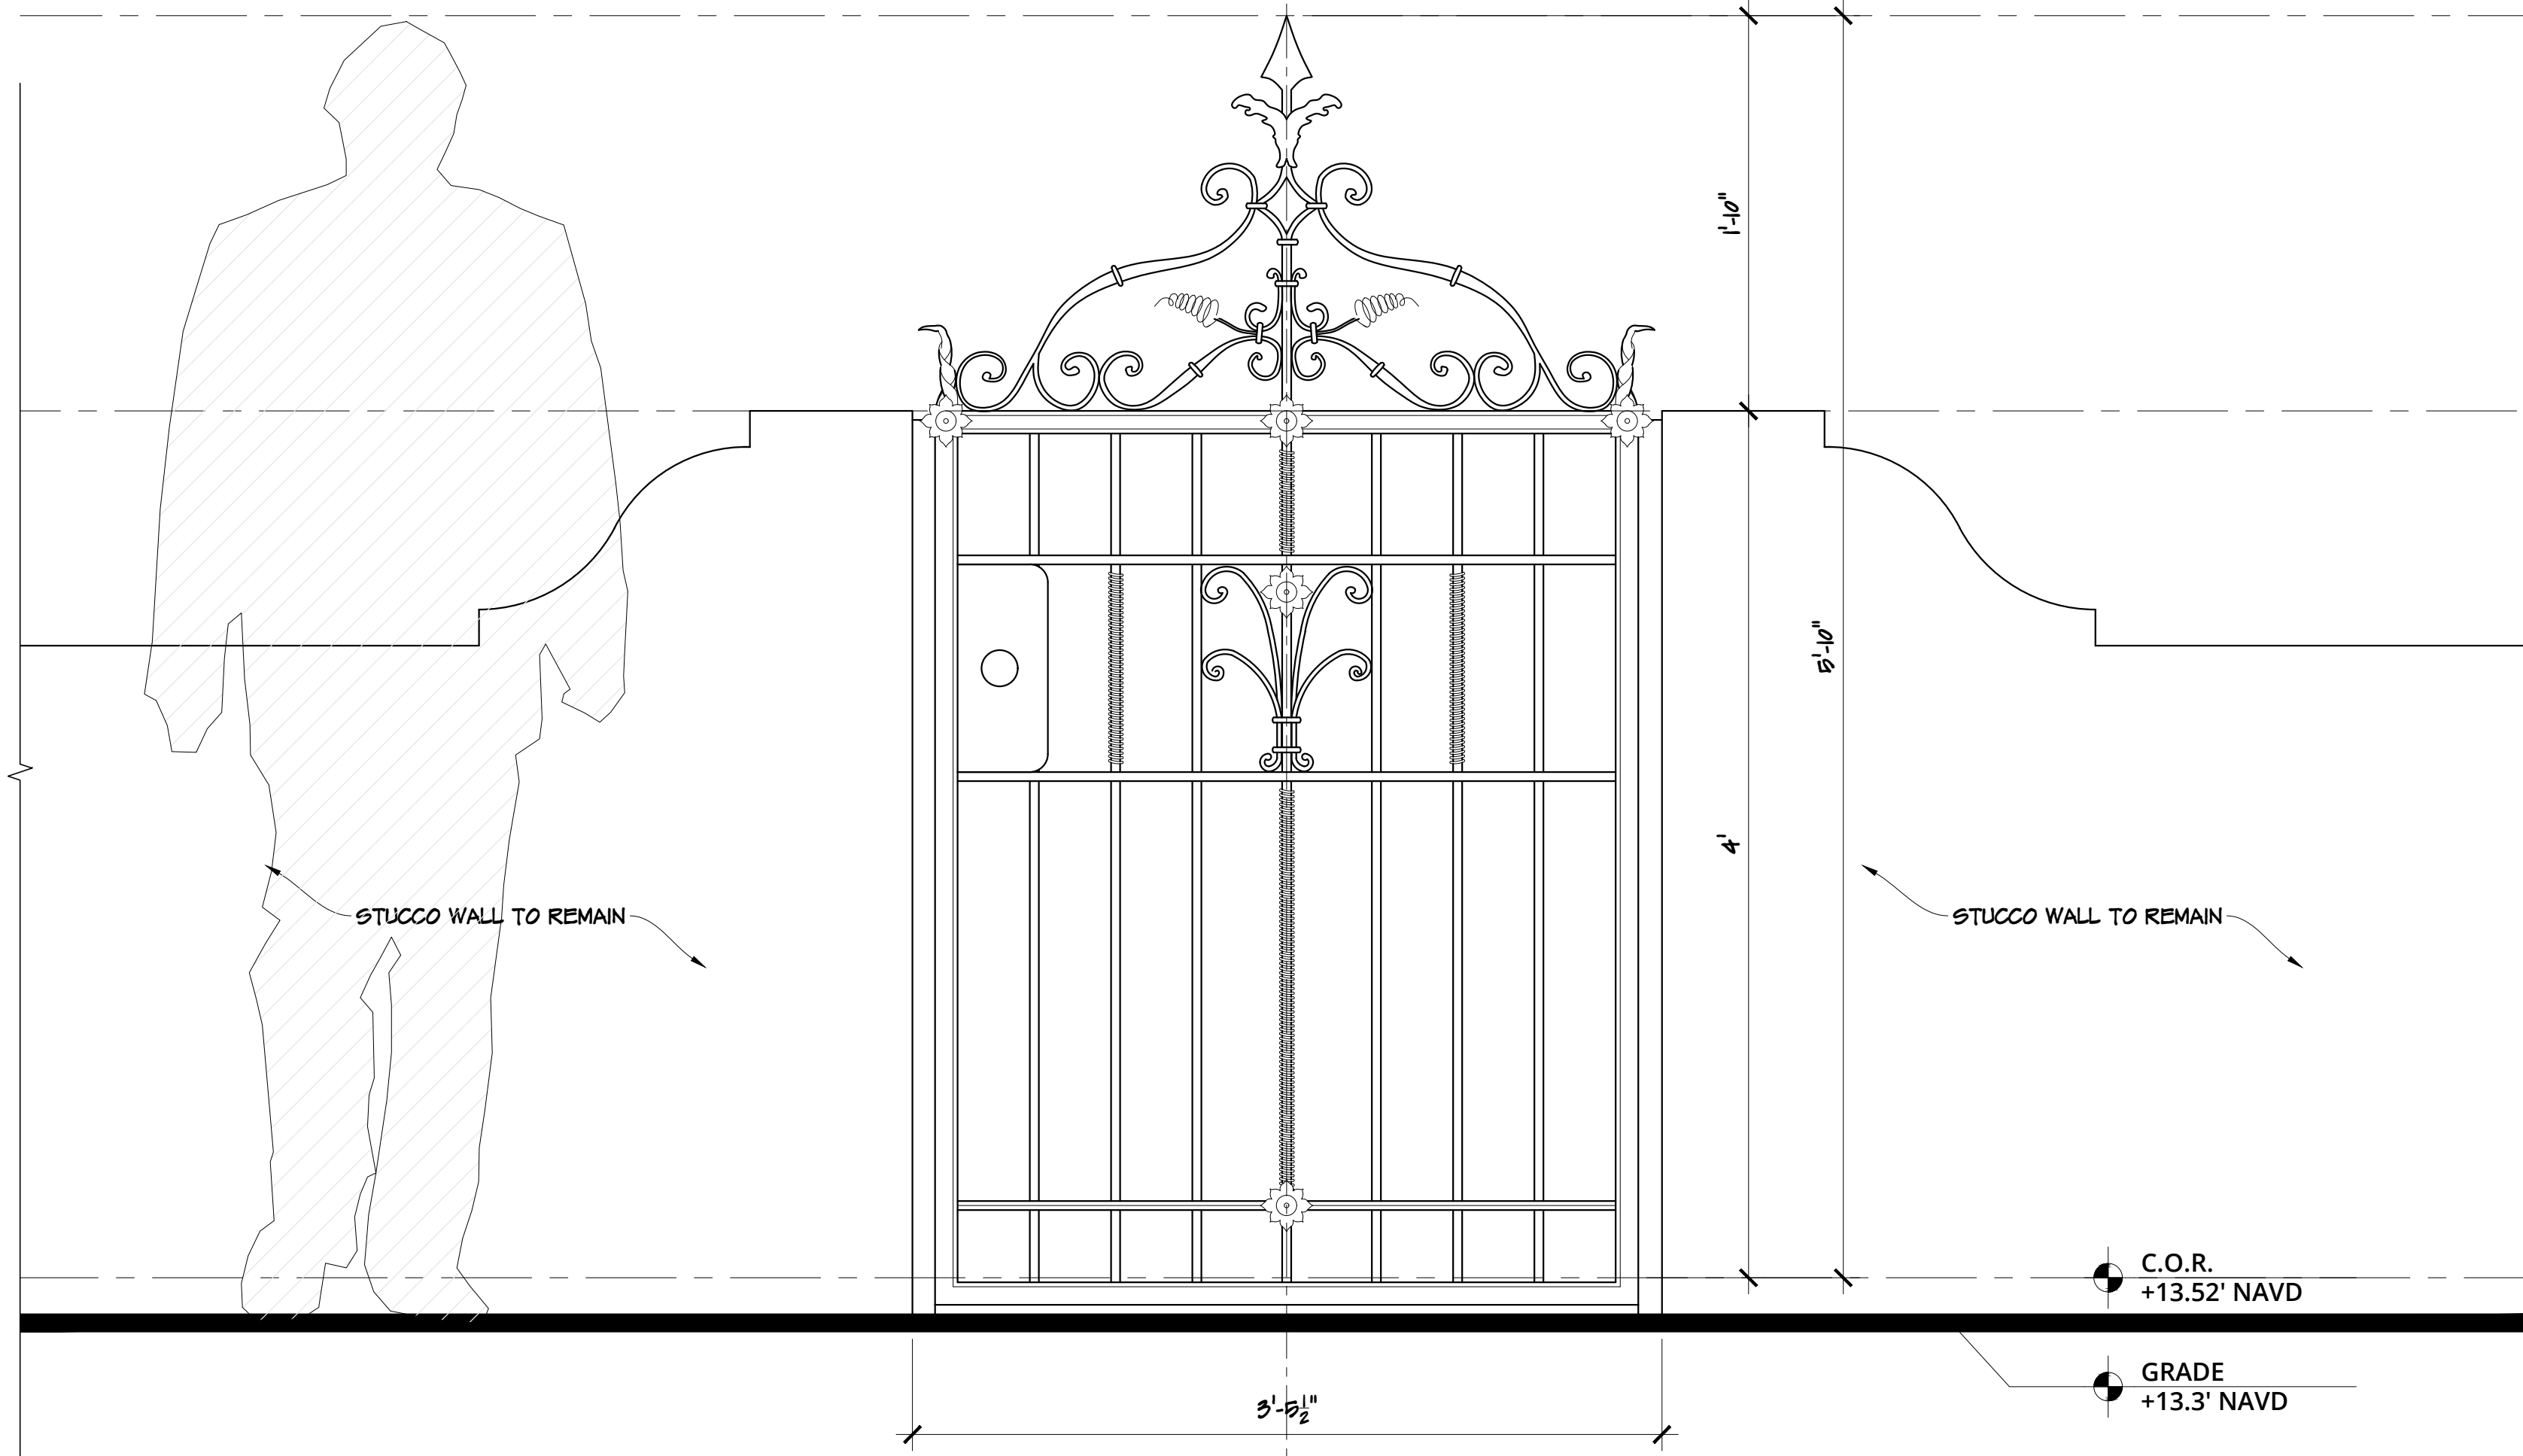 1'-10"
5'-10"
4'
STUCCO WALL TO REMAIN
STUCCO WALL TO REMAIN
C.O.R.
+13.52' NAVD
GRADE
+13.3' NAVD
3'-5½"